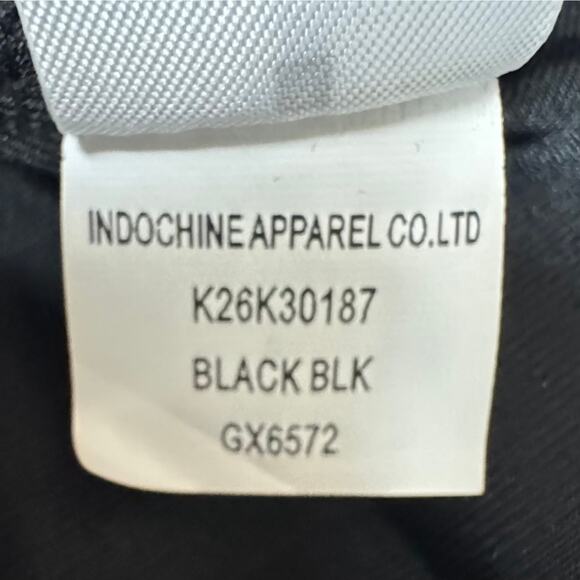 INDOCHINE APPAREL CO.LTD
K26K30187
BLACK BLK
GX6572